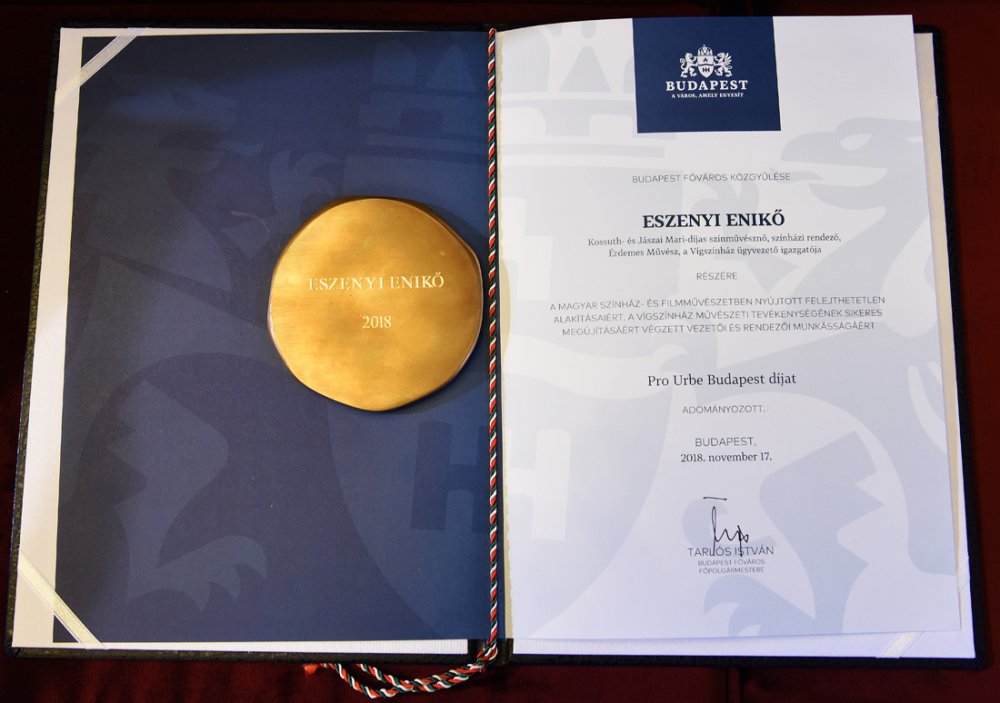 ESZENYI ENIKŐ
2018
BUDAPEST
A VÁROS, AMELY EGYESÍT
BUDAPEST FŐVÁROS KÖZGYŰLÉSE
ESZENYI ENIKŐ
Kossuth- és Jászai Mari-díjas színművésznő, színházi rendező,
Érdemes Művész, a Vígszínház ügyvezető igazgatója
RÉSZÉRE
A MAGYAR SZÍNHÁZ- ÉS FILMMŰVÉSZETBEN NYÚJTOTT FELEJTHETETLEN
ALAKÍTÁSAIÉRT, A VÍGSZÍNHÁZ MŰVÉSZETI TEVÉKENYSÉGÉNEK SIKERES
MEGÚJÍTÁSÁÉRT VÉGZETT VEZETŐI ÉS RENDEZŐI MUNKÁSSÁGÁÉRT
Pro Urbe Budapest díjat
ADOMÁNYOZOTT.
BUDAPEST,
2018. november 17.
TARLÓS ISTVÁN
BUDAPEST FŐVÁROS
FŐPOLGÁRMESTERE